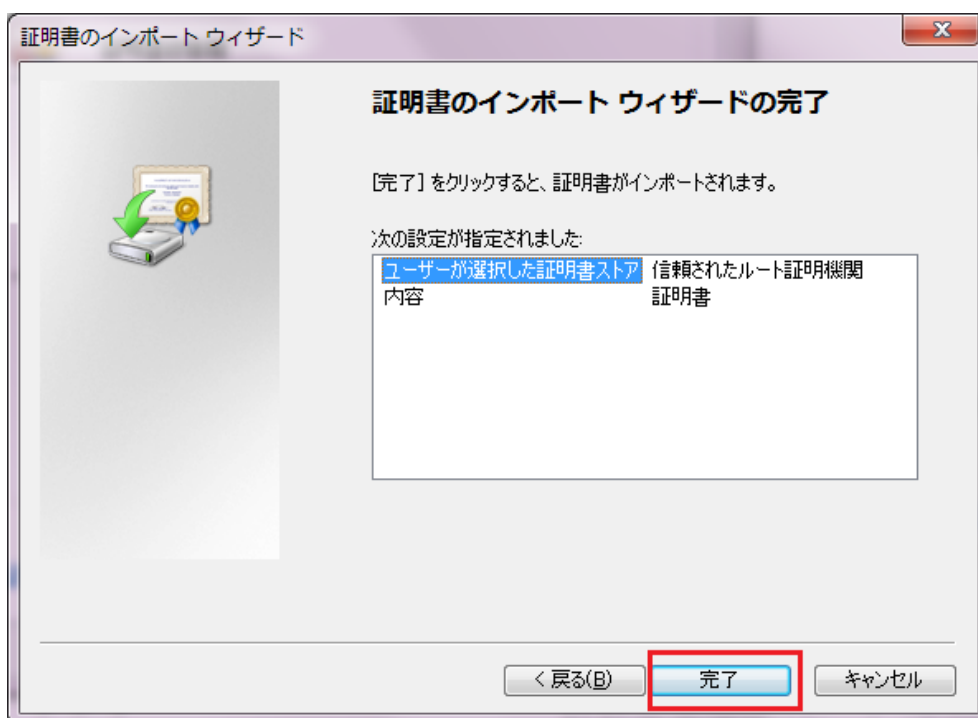 証明書のインポート ウィザード
証明書のインポート ウィザードの完了
[完了] をクリックすると、証明書がインポートされます。
次の設定が指定されました:
ユーザーが選択した証明書ストア 信頼されたルート証明機関
内容 証明書
< 戻る(B)
完了
キャンセル